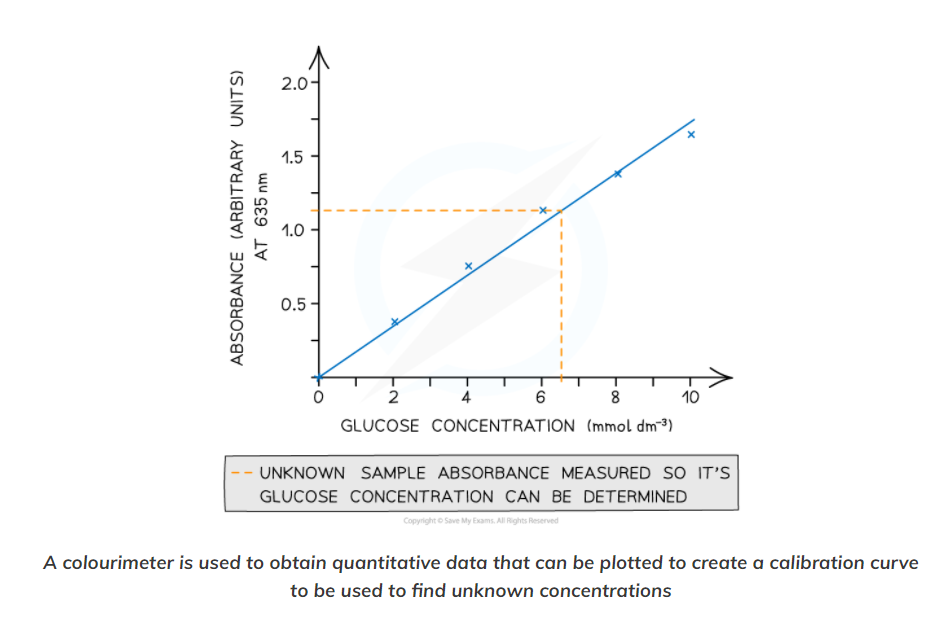 ABSORBANCE (ARBITRARY UNITS)
AT 635 nm
2.0
1.5
1.0
0.5
0 2 4 6 8 10
GLUCOSE CONCENTRATION (mmol dm⁻³)
UNKNOWN SAMPLE ABSORBANCE MEASURED SO IT'S
GLUCOSE CONCENTRATION CAN BE DETERMINED
Copyright © Save My Exams. All Rights Reserved
A colourimeter is used to obtain quantitative data that can be plotted to create a calibration curve
to be used to find unknown concentrations